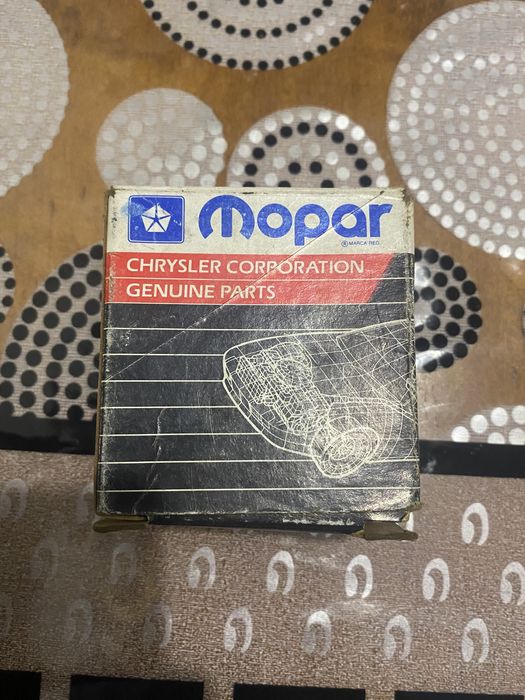 Mopar
® MARCA REG.
CHRYSLER CORPORATION
GENUINE PARTS